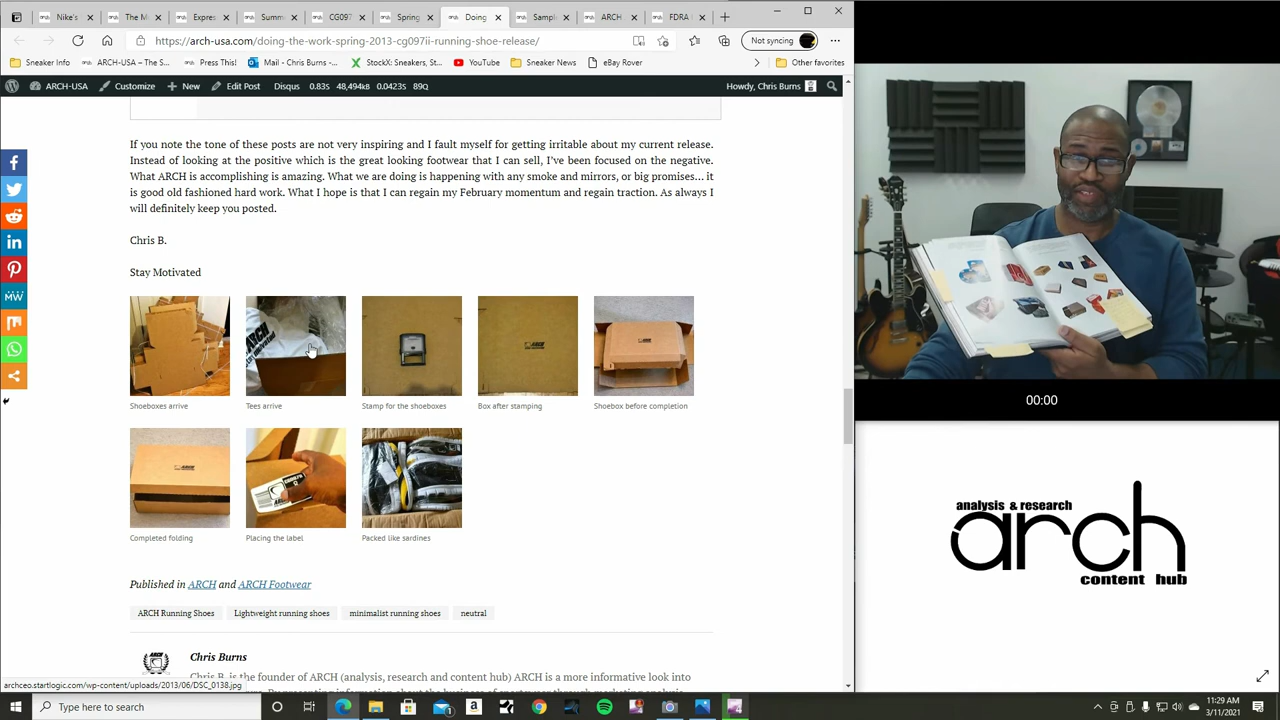 Nike's
The M
Expres
Summ
CG097
Spring
Doing
Sampl
ARCH
FDRA
https://arch-usa.com/doing-the-work-spring-2013-cg097ii-running-shoe-release/
Not syncing
Sneaker Info
ARCH-USA – The S...
Press This!
Mail - Chris Burns -...
StockX: Sneakers, St...
YouTube
Sneaker News
eBay Rover
Other favorites
ARCH-USA
Customize
New
Edit Post
Disqus
0.83S
48,494KB
0.0423S
89Q
Howdy, Chris Burns
If you note the tone of these posts are not very inspiring and I fault myself for getting irritable about my current release.
Instead of looking at the positive which is the great looking footwear that I can sell, I've been focused on the negative.
What ARCH is accomplishing is amazing. What we are doing is happening with any smoke and mirrors, or big promises... it
is good old fashioned hard work. What I hope is that I can regain my February momentum and regain traction. As always I
will definitely keep you posted.
Chris B.
Stay Motivated
Shoeboxes arrive
Tees arrive
Stamp for the shoeboxes
Box after stamping
Shoebox before completion
Completed folding
Placing the label
Packed like sardines
Published in ARCH and ARCH Footwear
ARCH Running Shoes
Lightweight running shoes
minimalist running shoes
neutral
Chris Burns
Chris B. is the founder of ARCH (analysis, research and content hub) ARCH is a more informative look into
archceo.startlogic.com/wp-content/uploads/2013/06/DSC_0138.jpg
00:00
analysis & research
arch
content hub
Type here to search
11:29 AM
3/11/2021